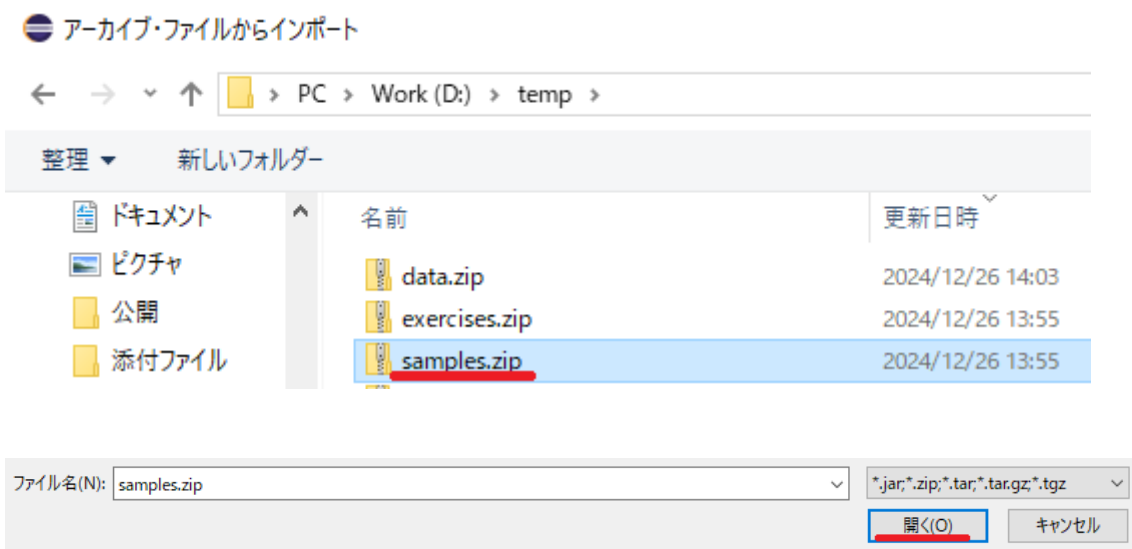 アーカイブ・ファイルからインポート
PC > Work (D:) > temp >
整理 新しいフォルダー
ドキュメント
ピクチャ
公開
添付ファイル
名前 更新日時
data.zip 2024/12/26 14:03
exercises.zip 2024/12/26 13:55
samples.zip 2024/12/26 13:55
ファイル名(N): samples.zip *.jar;*.zip;*.tar;*.tar.gz;*.tgz
開く(O) キャンセル